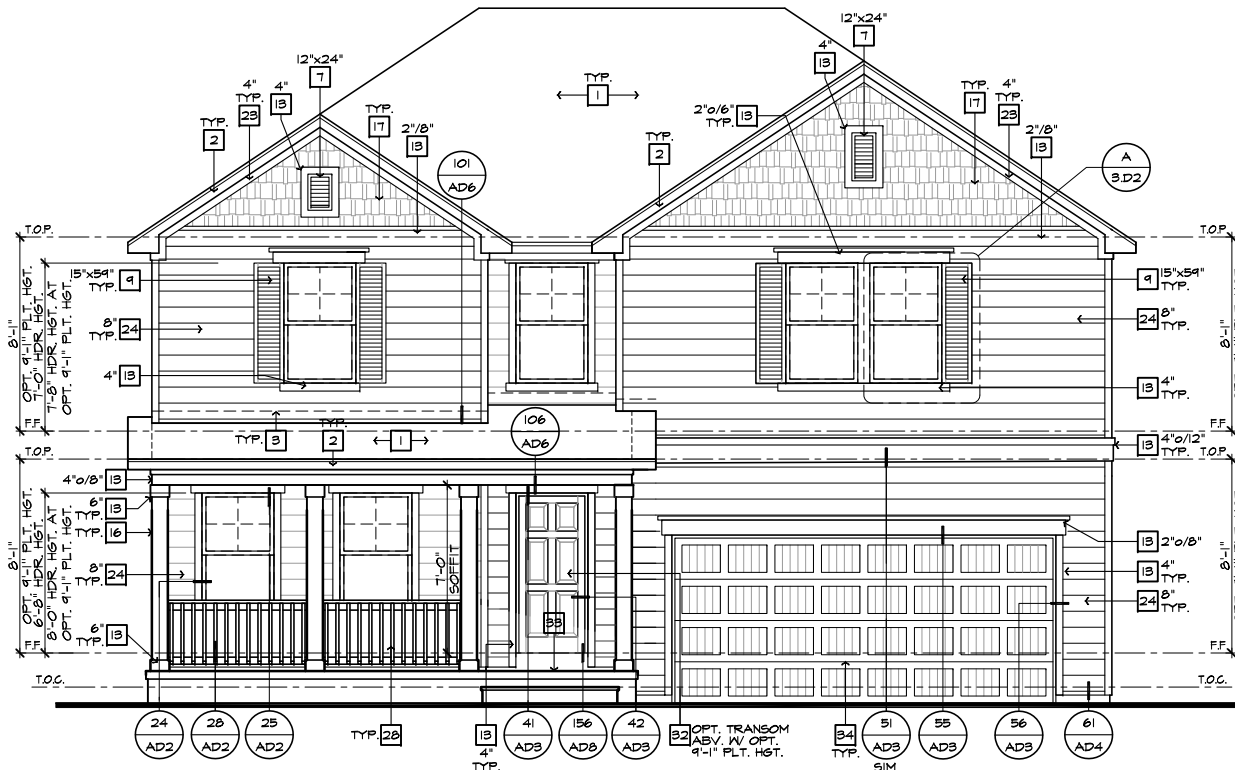 12"x24"
7
4"
13
12"x24"
7
4"
13
4"
TYP.
23
TYP.
2
TYP.
17
2"/8"
13
101
AD6
TYP.
1
2"o/6"
TYP.
13
TYP.
2
TYP.
17
4"
TYP.
23
2"/8"
13
A
3.D2
T.O.P.
T.O.P.
15"x59"
TYP.
9
9
15"x59"
TYP.
8"
TYP.
24
24
8"
TYP.
4"
13
13
4"
TYP.
8'-1"
OPT. 9'-1" PLT. HGT.
7'-0" HDR. HGT.
7'-8" HDR. HGT. AT
OPT. 9'-1" PLT. HGT.
8'-1"
F.F.
F.F.
TYP.
3
TYP.
2
1
106
AD6
13
4"o/12"
TYP.
T.O.P.
T.O.P.
4"o/8"
13
6"
TYP.
13
TYP.
16
8"
TYP.
24
6"
TYP.
13
8'-1"
OPT. 9'-1" PLT. HGT.
6'-8" HDR. HGT.
8'-0" HDR. HGT. AT
OPT. 9'-1" PLT. HGT.
7'-0"
SOFFIT
33
13
2"o/8"
13
4"
TYP.
24
8"
TYP.
8'-1"
F.F.
F.F.
T.O.C.
T.O.C.
24
AD2
28
AD2
25
AD2
TYP.
28
13
4"
TYP.
41
AD3
156
AD8
42
AD3
32
OPT. TRANSOM
ABV. W/ OPT.
9'-1" PLT. HGT.
34
TYP.
51
AD3
SIM
55
AD3
56
AD3
61
AD4